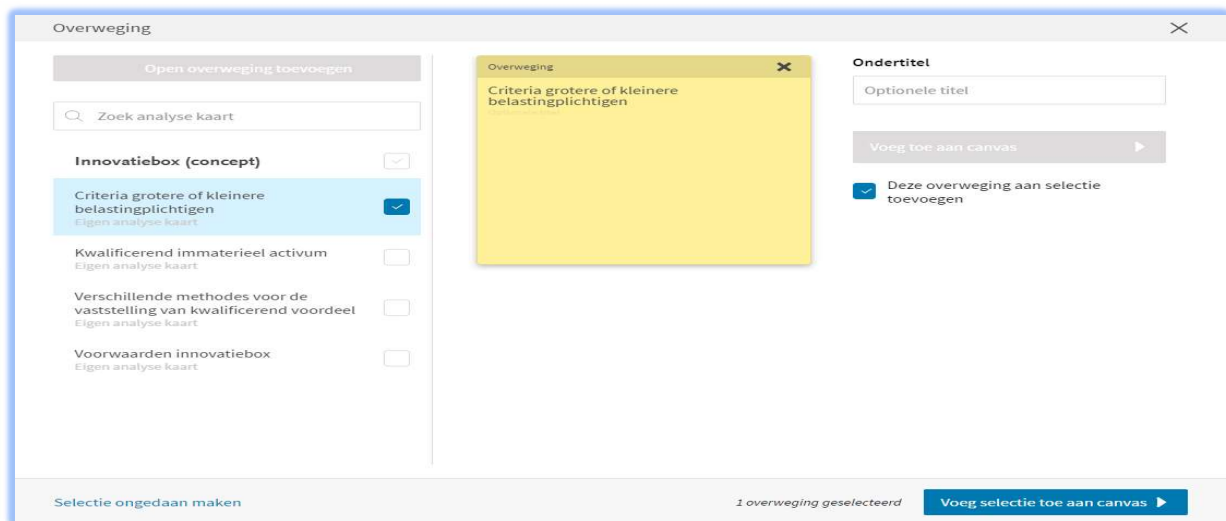 Overweging
Open overweging toevoegen
Zoek analyse kaart
Innovatiebox (concept)
Criteria grotere of kleinere
belastingplichtigen
Eigen analyse kaart
Kwalificerend immaterieel activum
Eigen analyse kaart
Verschillende methodes voor de
vaststelling van kwalificerend voordeel
Eigen analyse kaart
Voorwaarden innovatiebox
Eigen analyse kaart
Overweging
Criteria grotere of kleinere
belastingplichtigen
Ondertitel
Optionele titel
Voeg toe aan canvas
Deze overweging aan selectie
toevoegen
Selectie ongedaan maken
1 overweging geselecteerd
Voeg selectie toe aan canvas